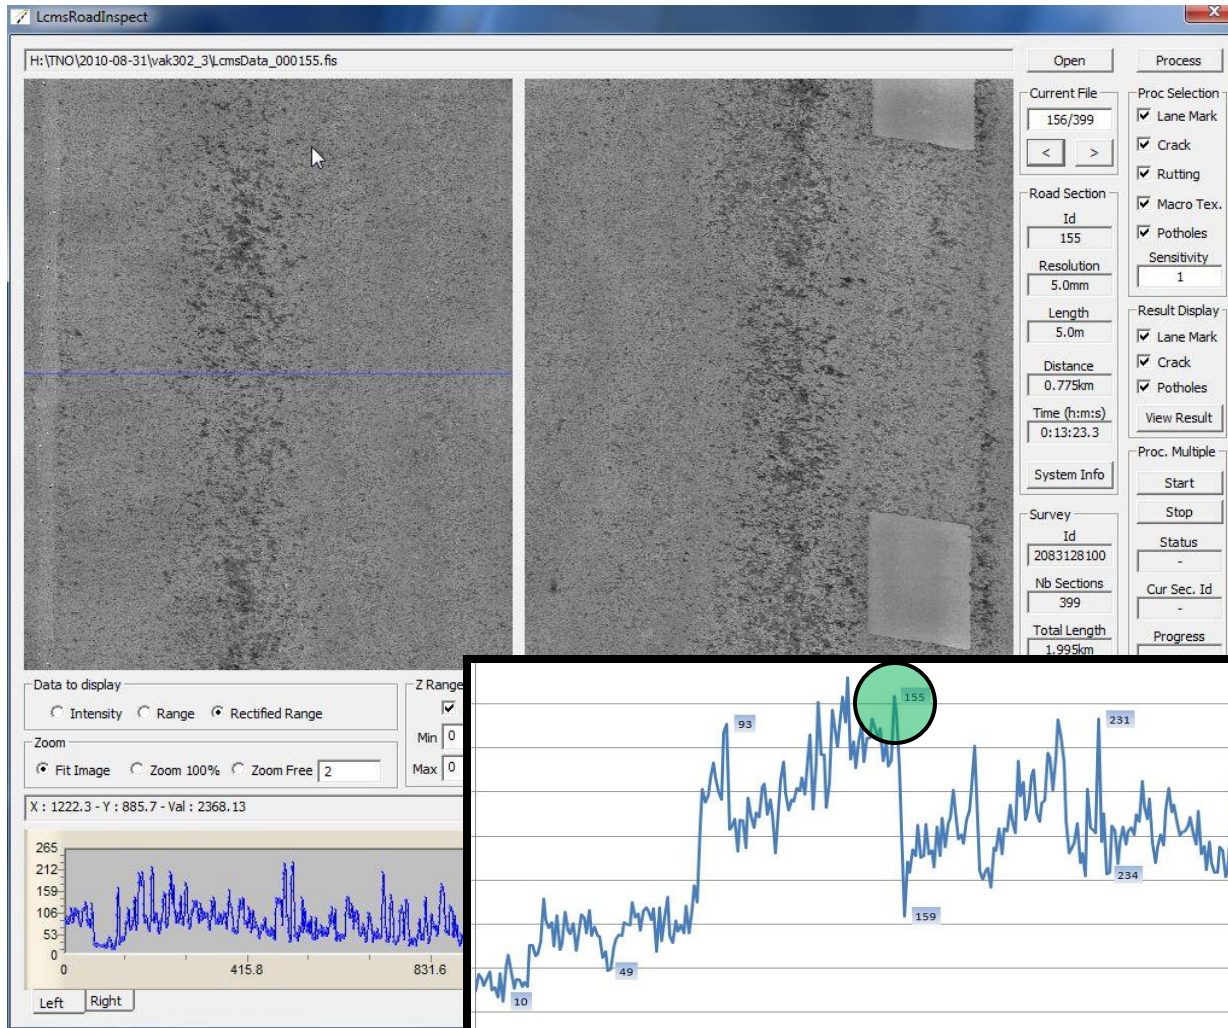 LcmsRoadInspect
H:\TNO\2010-08-31\vak302_3\LcmsData_000155.fis
Open
Process
Current File
156/399
<
>
Proc Selection
Lane Mark
Crack
Rutting
Macro Tex.
Potholes
Sensitivity
1
Road Section
Id
155
Resolution
5.0mm
Length
5.0m
Distance
0.775km
Time (h:m:s)
0:13:23.3
System Info
Result Display
Lane Mark
Crack
Potholes
View Result
Proc. Multiple
Start
Stop
Status
-
Cur Sec. Id
-
Progress
Survey
Id
2083128100
Nb Sections
399
Total Length
1.995km
Data to display
Intensity
Range
Rectified Range
Z Range
Min 0
Max 0
Zoom
Fit Image
Zoom 100%
Zoom Free 2
X : 1222.3 - Y : 885.7 - Val : 2368.13
265
212
159
106
53
0
0
415.8
831.6
Left
Right
10
49
93
155
159
231
234